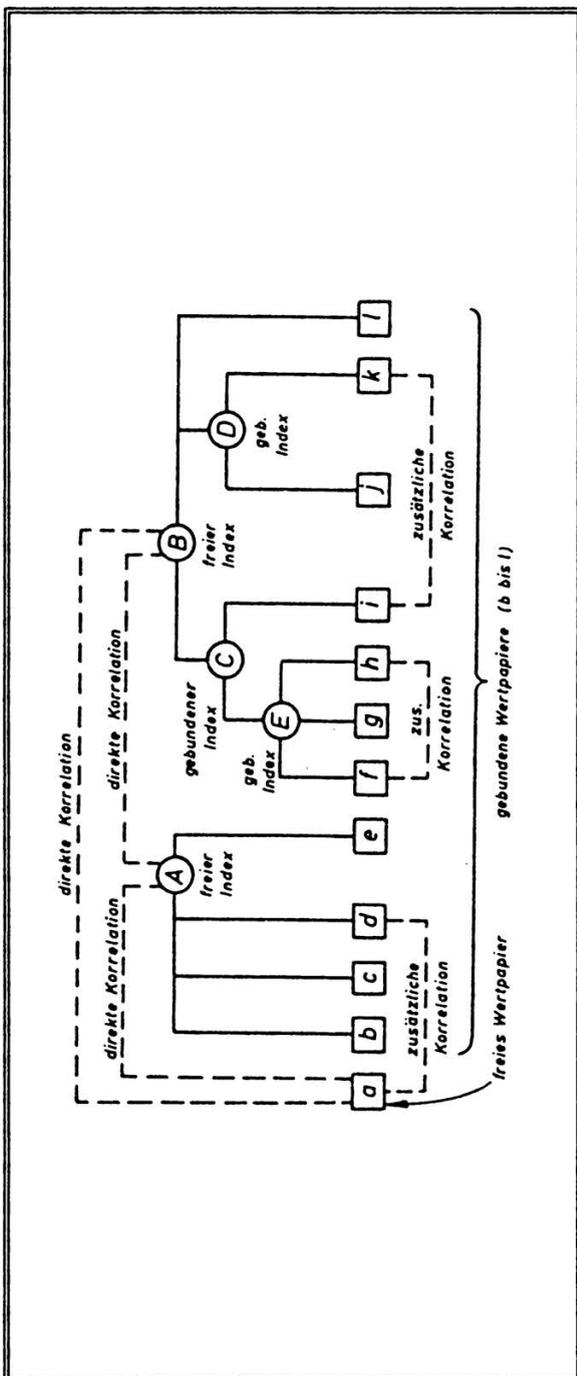 direkte Korrelation
direkte Korrelation
direkte Korrelation
A
freier
Index
B
freier
Index
C
gebundener
Index
D
geb.
Index
E
geb.
Index
a
b
c
d
e
f
g
h
i
j
k
l
zusätzliche
Korrelation
zus.
Korrelation
zusätzliche
Korrelation
freies Wertpapier
gebundene Wertpapiere (b bis l)